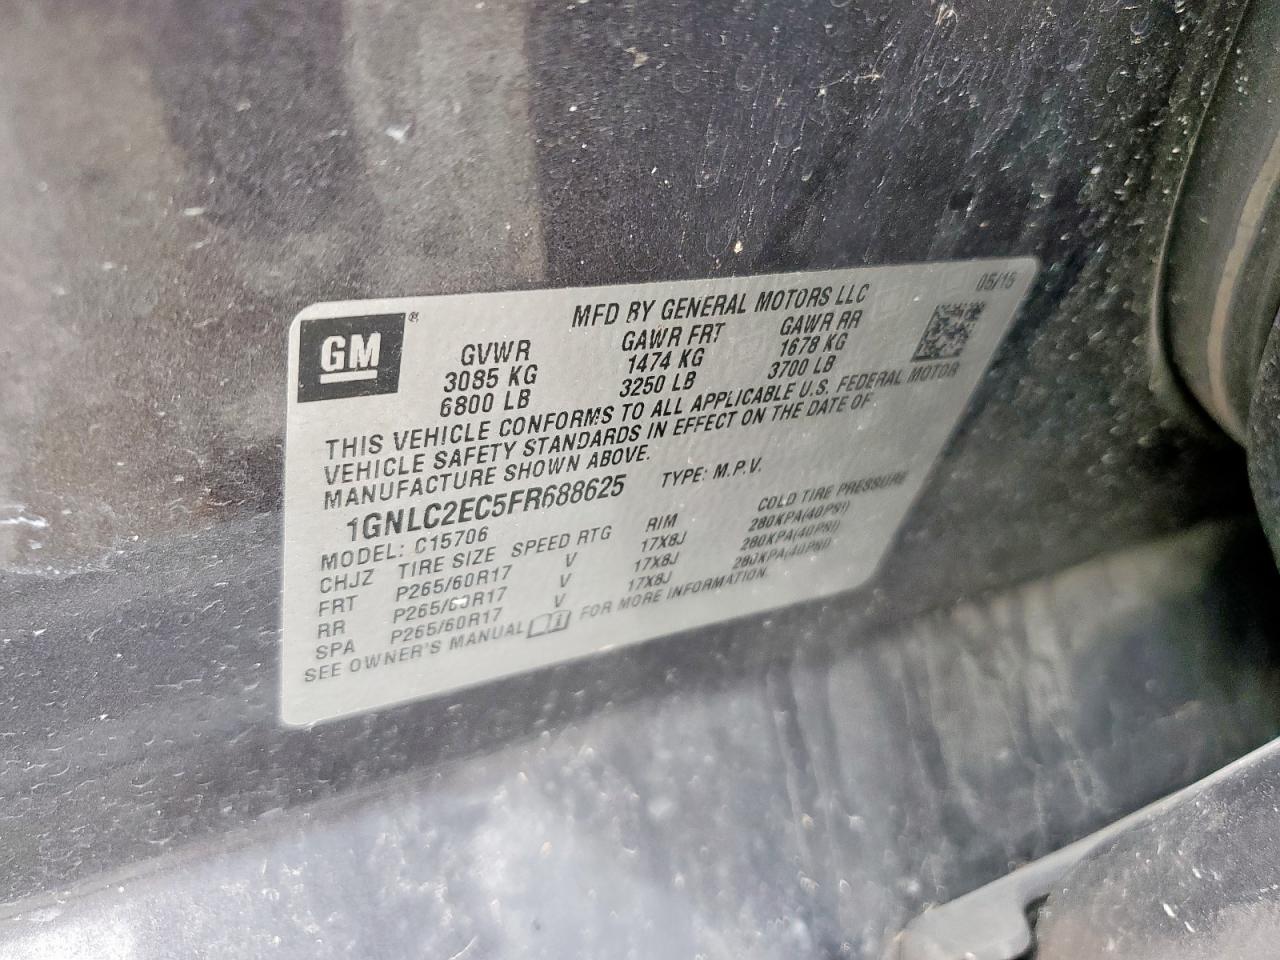 05/15
GM®
MFD BY GENERAL MOTORS LLC
GVWR GAWR FRT GAWR RR
3085 KG 1474 KG 1678 KG
6800 LB 3250 LB 3700 LB
THIS VEHICLE CONFORMS TO ALL APPLICABLE U.S. FEDERAL MOTOR
VEHICLE SAFETY STANDARDS IN EFFECT ON THE DATE OF
MANUFACTURE SHOWN ABOVE.
1GNLC2EC5FR688625 TYPE: M.P.V.
MODEL: C15706
CHJZ TIRE SIZE SPEED RTG RIM COLD TIRE PRESSURE
FRT P265/60R17 V 17X8J 280KPA(40PSI)
RR P265/60R17 V 17X8J 280KPA(40PSI)
SPA P265/60R17 V 17X8J 280KPA(40PSI)
SEE OWNER'S MANUAL FOR MORE INFORMATION.